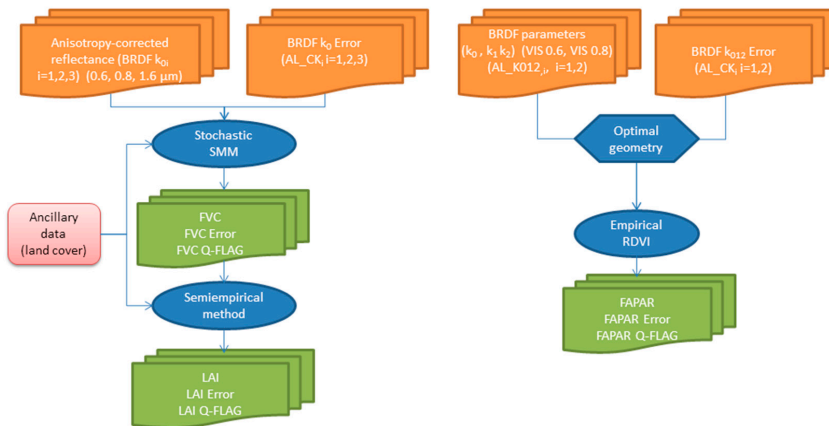 Anisotropy-corrected
reflectance (BRDF k0i
i=1,2,3) (0.6, 0.8, 1.6 µm)
BRDF k0 Error
(AL_CKi i=1,2,3)
BRDF parameters
(k0 , k1 k2) (VIS 0.6, VIS 0.8)
(AL_K012 i, i=1,2)
BRDF k012 Error
(AL_CKi i=1,2)
Stochastic
SMM
Optimal
geometry
Ancillary
data
(land cover)
FVC
FVC Error
FVC Q-FLAG
Empirical
RDVI
Semiempirical
method
FAPAR
FAPAR Error
FAPAR Q-FLAG
LAI
LAI Error
LAI Q-FLAG